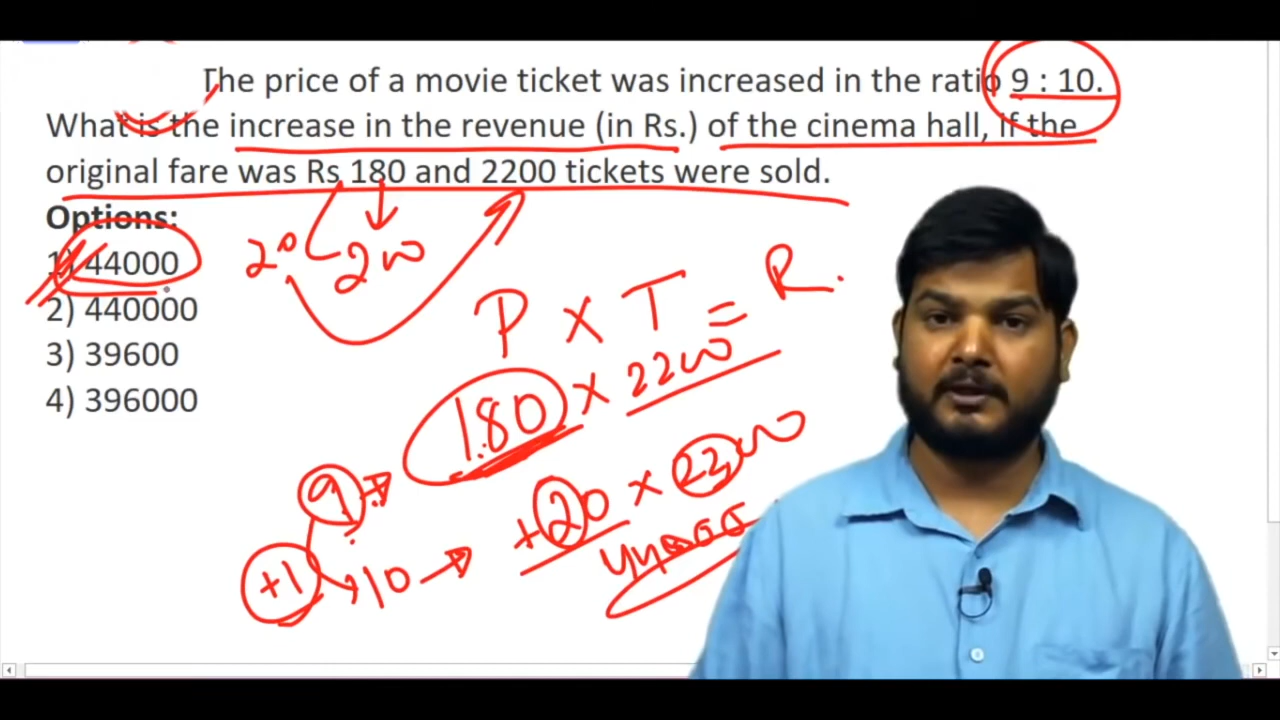 The price of a movie ticket was increased in the ratio 9 : 10.
What is the increase in the revenue (in Rs.) of the cinema hall, if the
original fare was Rs 180 and 2200 tickets were sold.
Options:
1) 44000
2) 440000
3) 39600
4) 396000
20 200
P × T = R.
180 × 2200
9
+20 × 2200
+1 10
44000